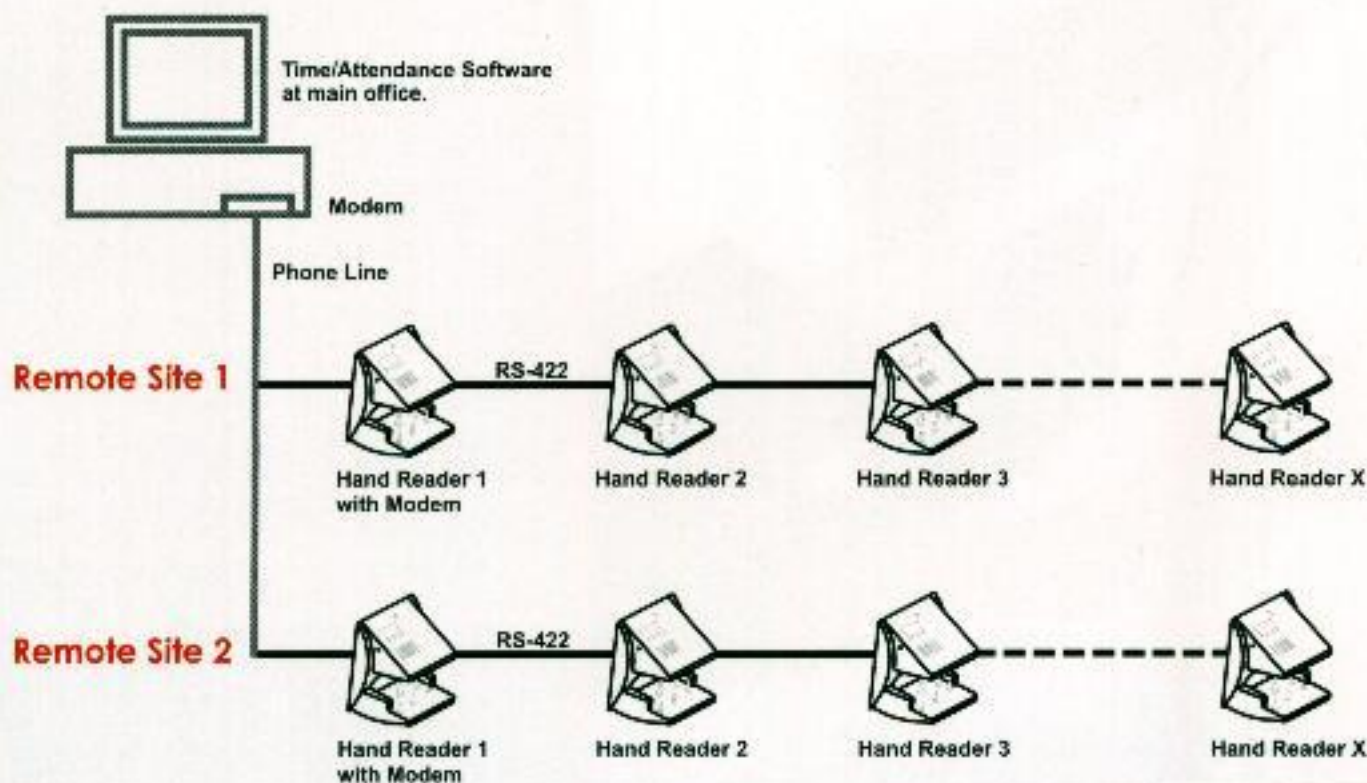 Time/Attendance Software
at main office.
Modem
Phone Line
Remote Site 1
RS-422
Hand Reader 1
with Modem
Hand Reader 2
Hand Reader 3
Hand Reader X
Remote Site 2
RS-422
Hand Reader 1
with Modem
Hand Reader 2
Hand Reader 3
Hand Reader X